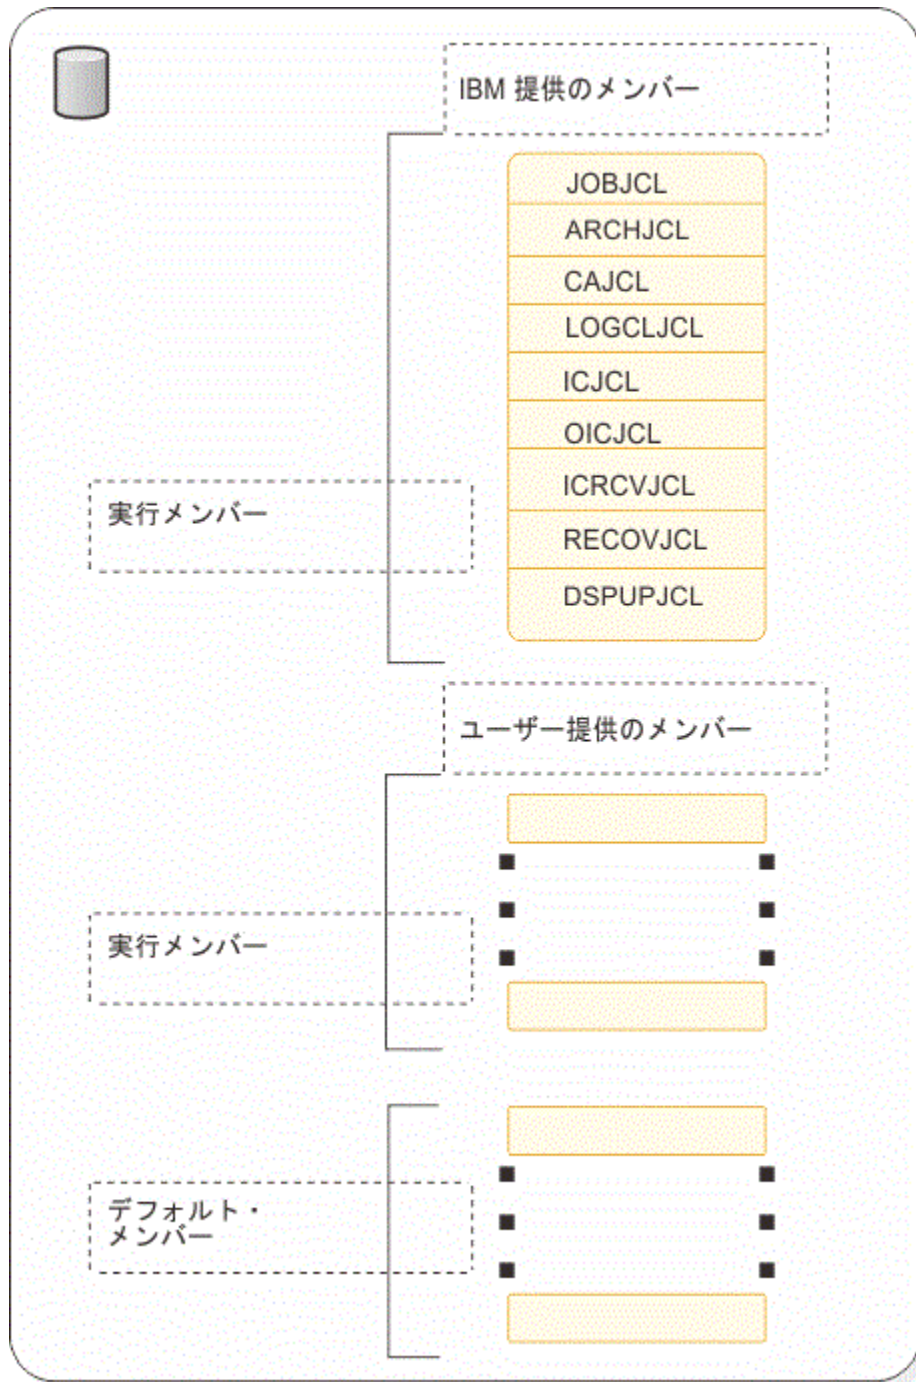 IBM 提供のメンバー
JOBJCL
ARCHJCL
CAJCL
LOGCLJCL
ICJCL
OICJCL
ICRCVJCL
RECOVJCL
DSPUPJCL
実行メンバー
ユーザー提供のメンバー
実行メンバー
デフォルト・
メンバー